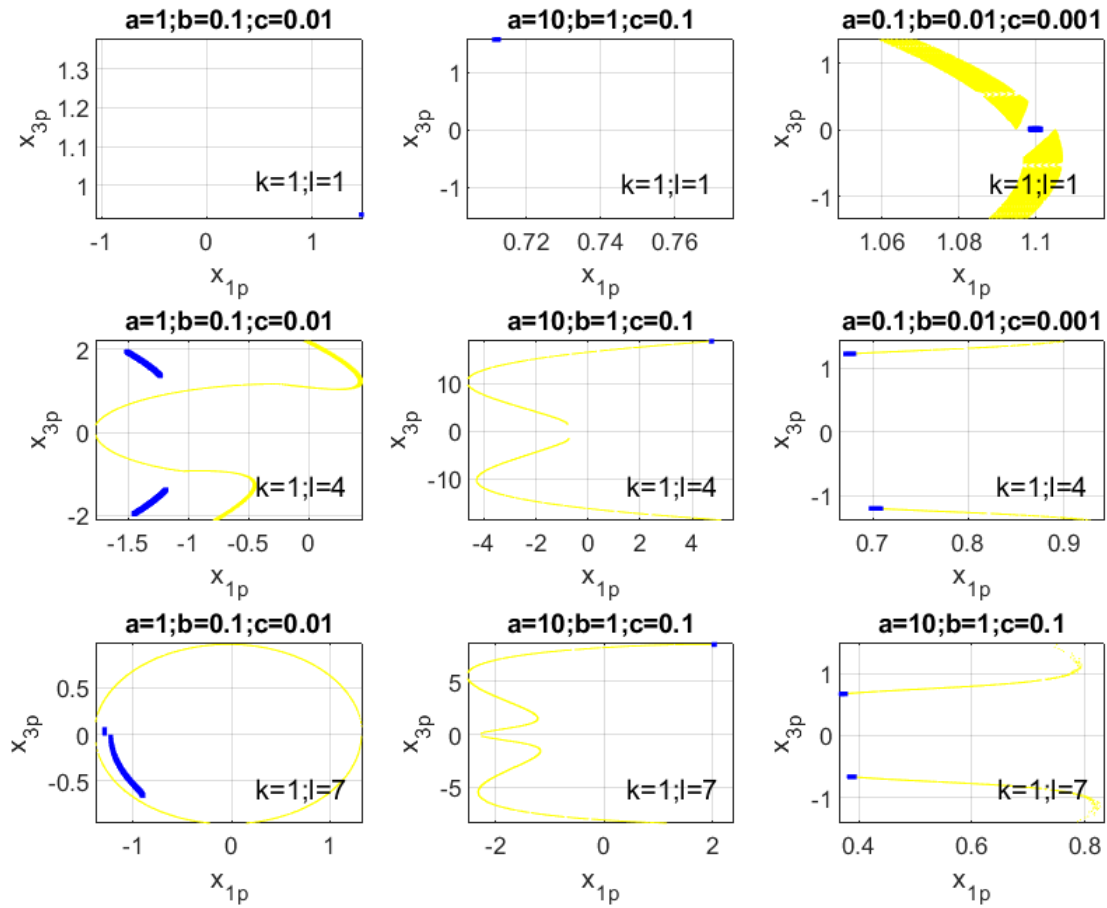 a=1;b=0.1;c=0.01
a=10;b=1;c=0.1
a=0.1;b=0.01;c=0.001
1.3
1.2
1.1
1
x3p
k=1;l=1
-1
0
1
x1p
1
0
-1
x3p
k=1;l=1
0.72
0.74
0.76
x1p
1
0
-1
x3p
k=1;l=1
1.06
1.08
1.1
x1p
a=1;b=0.1;c=0.01
a=10;b=1;c=0.1
a=0.1;b=0.01;c=0.001
2
0
-2
x3p
k=1;l=4
-1.5
-1
-0.5
0
x1p
10
0
-10
x3p
k=1;l=4
-4
-2
0
2
4
x1p
1
0
-1
x3p
k=1;l=4
0.7
0.8
0.9
x1p
a=1;b=0.1;c=0.01
a=10;b=1;c=0.1
a=10;b=1;c=0.1
0.5
0
-0.5
x3p
k=1;l=7
-1
0
1
x1p
5
0
-5
x3p
k=1;l=7
-2
0
2
x1p
1
0
-1
x3p
k=1;l=7
0.4
0.6
0.8
x1p